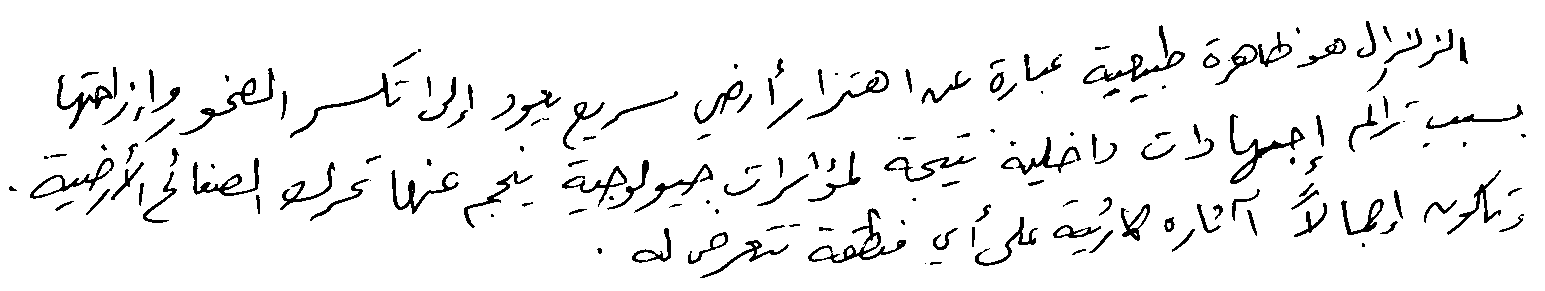 الزلزال هو ظاهرة طبيعية عبارة عن اهتزاز أرضي سريع يعود إلى تكسر الصخور وإزاحتها
بسبب تراكم إجهادات داخلية نتيجة لمؤثرات جيولوجية ينجم عنها تحرك الصفائح الأرضية .
وتكون إجمالاً آثاره كارثية على أي منطقة تتعرض له .